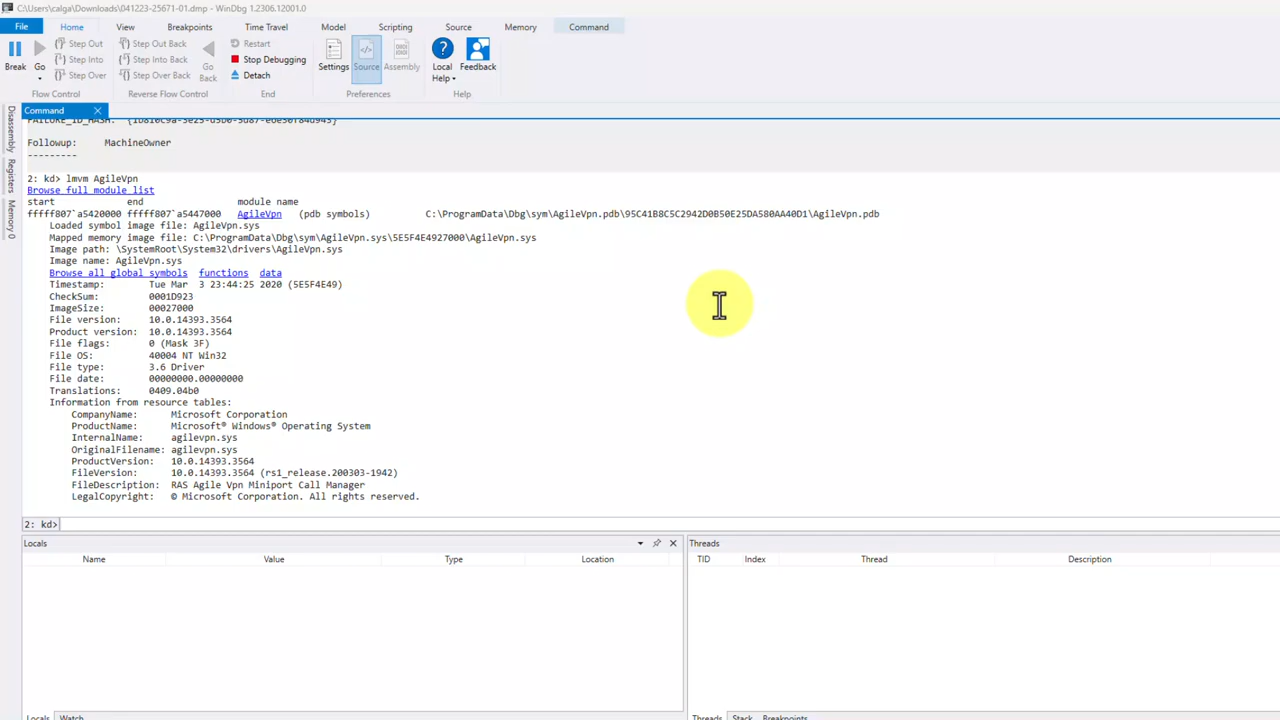 C:\Users\calga\Downloads\041223-25671-01.dmp - WinDbg 1.2306.12001.0
File Home View Breakpoints Time Travel Model Scripting Source Memory Command
Break Go Step Out Step Into Step Over Step Out Back Step Into Back Step Over Back Go Back Restart Stop Debugging Detach Settings Source Assembly Local Help Feedback
Flow Control Reverse Flow Control End Preferences Help
Command
Disassembly
Registers
Memory 0
Followup: MachineOwner
---------
2: kd> lmvm AgileVpn
Browse full module list
start end module name
fffff807`a5420000 fffff807`a5447000 AgileVpn (pdb symbols) C:\ProgramData\Dbg\sym\AgileVpn.pdb\95C41B8C5C2942D0B50E25DA580AA40D1\AgileVpn.pdb
Loaded symbol image file: AgileVpn.sys
Mapped memory image file: C:\ProgramData\Dbg\sym\AgileVpn.sys\5E5F4E4927000\AgileVpn.sys
Image path: \SystemRoot\System32\drivers\AgileVpn.sys
Image name: AgileVpn.sys
Browse all global symbols functions data
Timestamp: Tue Mar 3 23:44:25 2020 (5E5F4E49)
CheckSum: 0001D923
ImageSize: 00027000
File version: 10.0.14393.3564
Product version: 10.0.14393.3564
File flags: 0 (Mask 3F)
File OS: 40004 NT Win32
File type: 3.6 Driver
File date: 00000000.00000000
Translations: 0409.04b0
Information from resource tables:
CompanyName: Microsoft Corporation
ProductName: Microsoft® Windows® Operating System
InternalName: agilevpn.sys
OriginalFilename: agilevpn.sys
ProductVersion: 10.0.14393.3564
FileVersion: 10.0.14393.3564 (rs1_release.200303-1942)
FileDescription: RAS Agile Vpn Miniport Call Manager
LegalCopyright: © Microsoft Corporation. All rights reserved.
2: kd>
Locals
Name Value Type Location
Threads
TID Index Thread Description
Locals Watch
Threads Stack Breakpoints